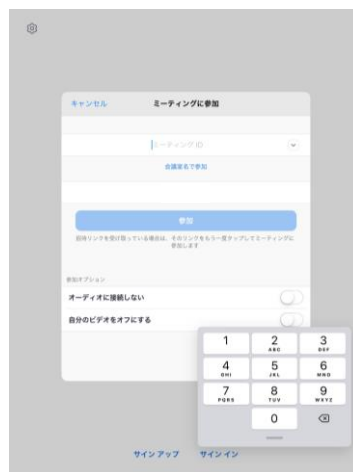 キャンセル
ミーティングに参加
ミーティング ID
会議室名で参加
参加
招待リンクを受け取っている場合は、そのリンクをもう一度タップしてミーティングに
参加します
参加オプション
オーディオに接続しない
自分のビデオをオフにする
1 2 3
ABC DEF
4 5 6
GHI JKL MNO
7 8 9
PQRS TUV WXYZ
0
サイン アップ サイン イン